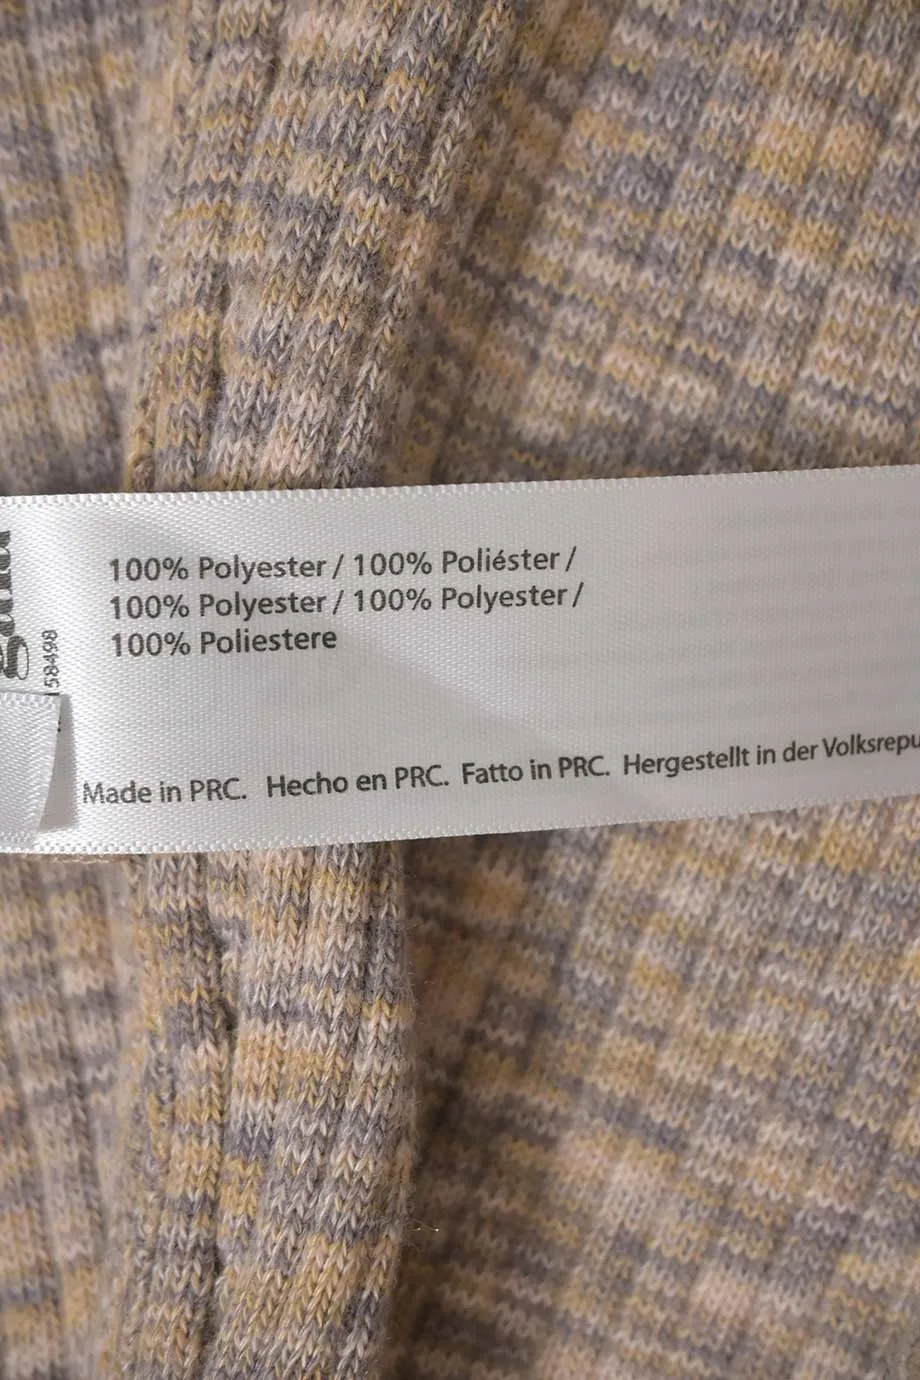 100% Polyester / 100% Poliéster /
100% Polyester / 100% Polyester /
100% Poliestere
Made in PRC. Hecho en PRC. Fatto in PRC. Hergestellt in der
158498